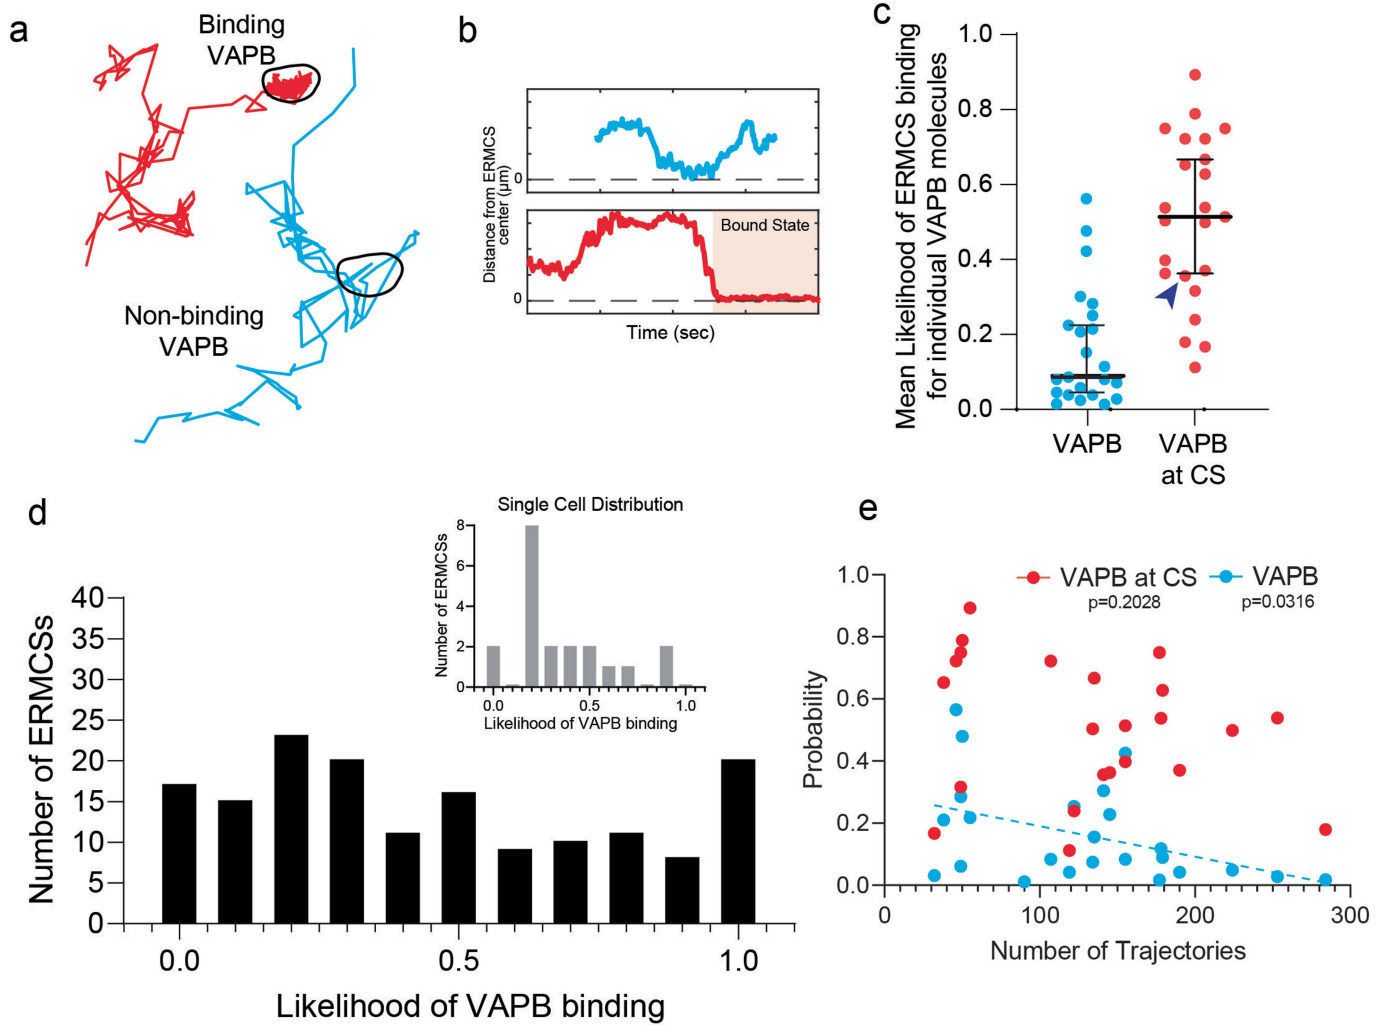 a
Binding
VAPB
Non-binding
VAPB
b
Distance from ERMCS
center (μm)
0
0
Bound State
Time (sec)
c
Mean Likelihood of ERMCS binding
for individual VAPB molecules
1.0
0.8
0.6
0.4
0.2
0.0
VAPB
VAPB
at CS
d
Number of ERMCSs
40
35
30
25
20
15
10
5
0
0.0
0.5
1.0
Likelihood of VAPB binding
Single Cell Distribution
Number of ERMCSs
8
6
4
2
0
0.0
0.5
1.0
Likelihood of VAPB binding
e
VAPB at CS
p=0.2028
VAPB
p=0.0316
Probability
1.0
0.8
0.6
0.4
0.2
0.0
0
100
200
300
Number of Trajectories